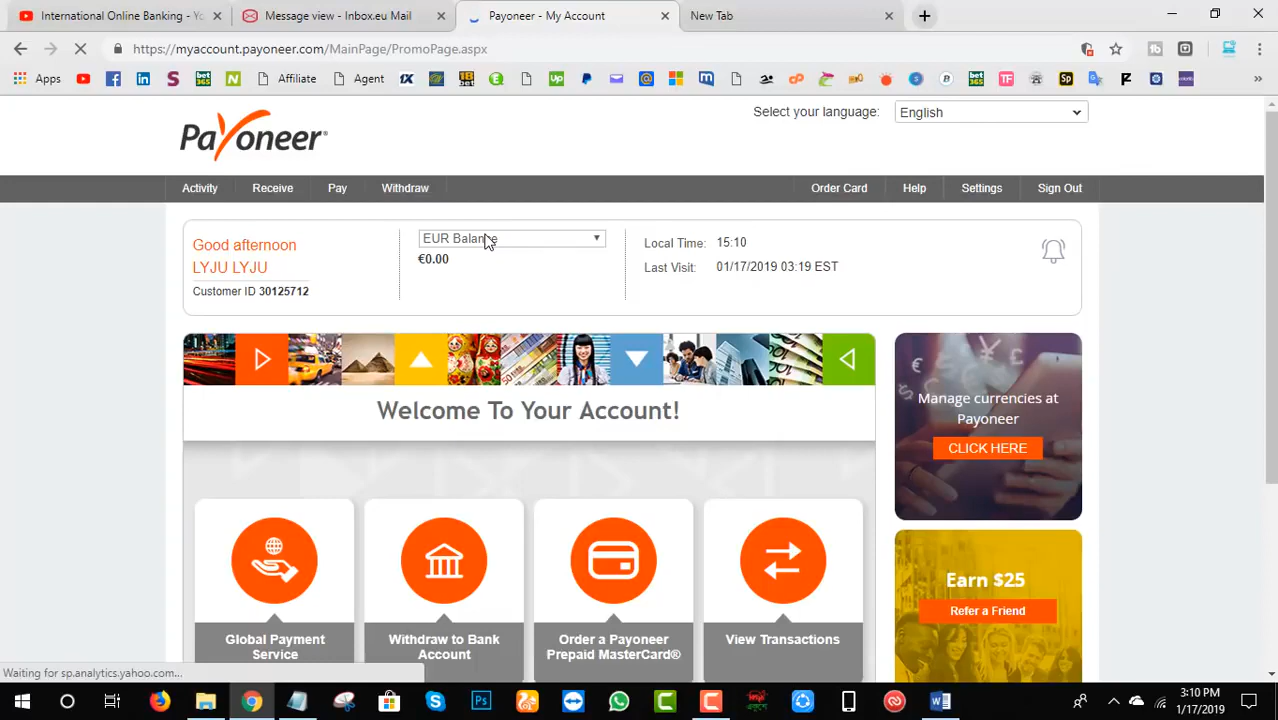 International Online Banking - Yo
Message view - Inbox.eu Mail
Payoneer - My Account
New Tab
https://myaccount.payoneer.com/MainPage/PromoPage.aspx
Apps
Affiliate
Agent
Payoneer
Select your language:
English
Activity
Receive
Pay
Withdraw
Order Card
Help
Settings
Sign Out
Good afternoon
LYJU LYJU
Customer ID 30125712
EUR Balance
€0.00
Local Time: 15:10
Last Visit: 01/17/2019 03:19 EST
Welcome To Your Account!
Manage currencies at
Payoneer
CLICK HERE
Global Payment
Service
Withdraw to Bank
Account
Order a Payoneer
Prepaid MasterCard®
View Transactions
Earn $25
Refer a Friend
Waiting for sp.analytics.yahoo.com...
3:10 PM
1/17/2019